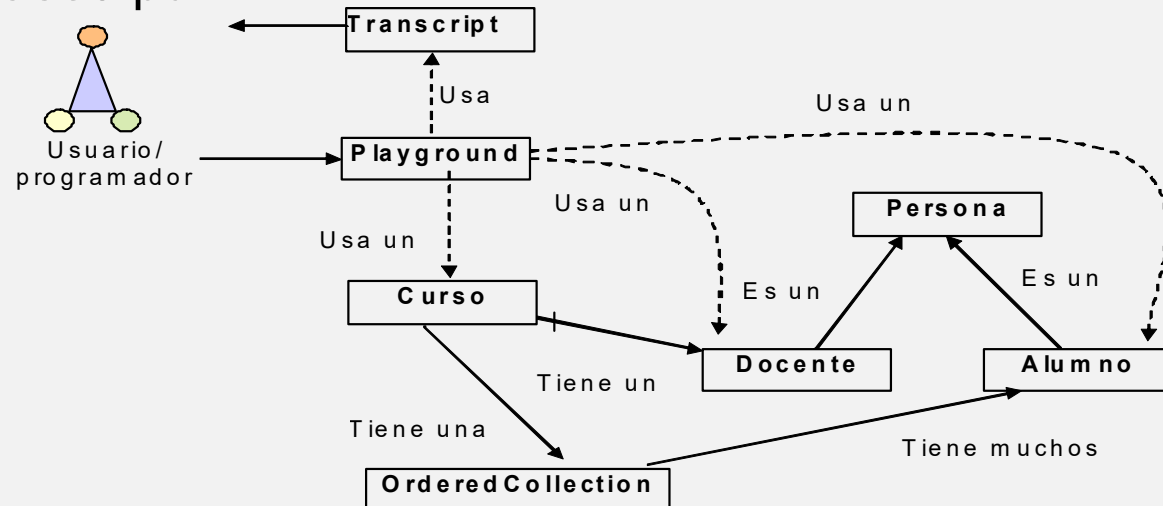 Transcript
Usa
Usa un
Usuario/
programador
Playground
Usa un
Persona
Usa un
Curso
Es un
Es un
Docente
Alumno
Tiene un
Tiene una
Tiene muchos
OrderedCollection